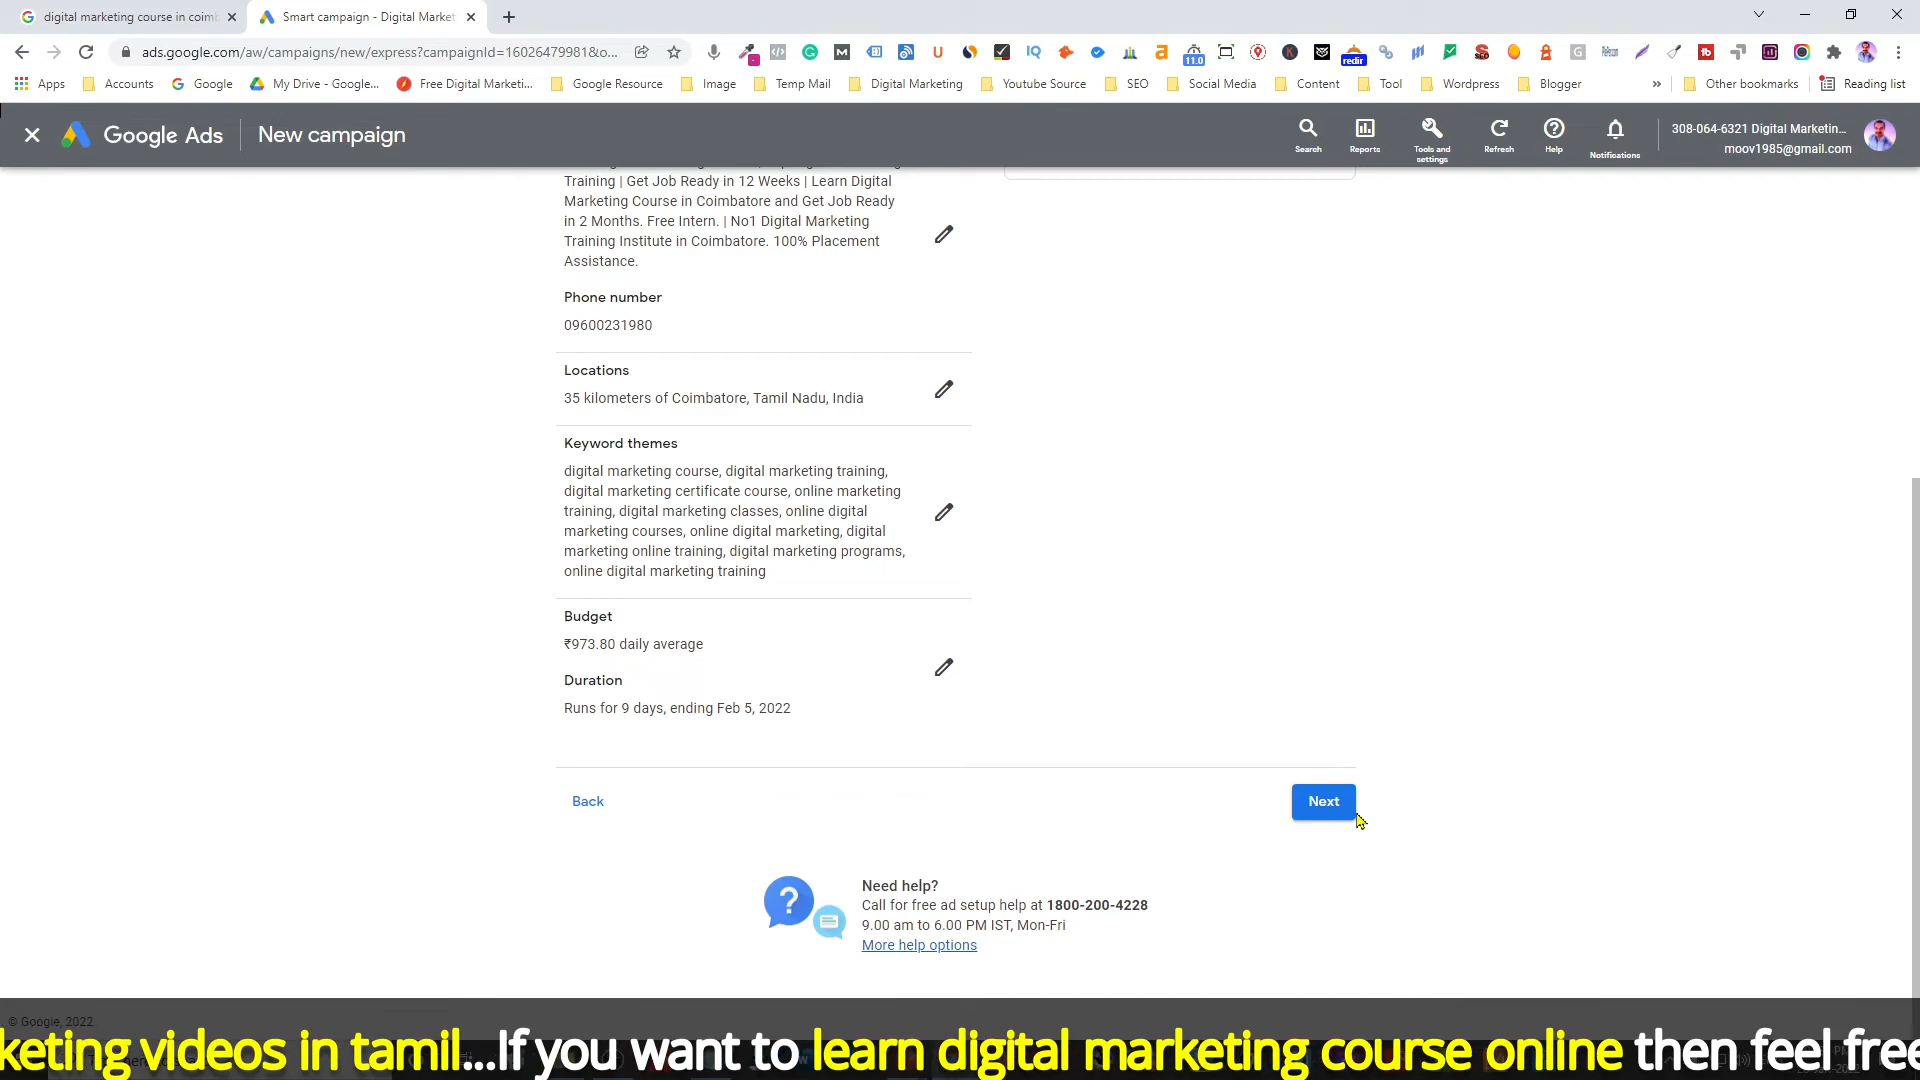 digital marketing course in coim
Smart campaign - Digital Market
ads.google.com/aw/campaigns/new/express?campaignId=16026479981&o...
11.0
redir
Apps
Accounts
Google
My Drive - Google...
Free Digital Marketi...
Google Resource
Image
Temp Mail
Digital Marketing
Youtube Source
SEO
Social Media
Content
Tool
Wordpress
Blogger
»
Other bookmarks
Reading list
Google Ads
New campaign
Search
Reports
Tools and settings
Refresh
Help
Notifications
308-064-6321 Digital Marketin...
moov1985@gmail.com
Training | Get Job Ready in 12 Weeks | Learn Digital
Marketing Course in Coimbatore and Get Job Ready
in 2 Months. Free Intern. | No1 Digital Marketing
Training Institute in Coimbatore. 100% Placement
Assistance.
Phone number
09600231980
Locations
35 kilometers of Coimbatore, Tamil Nadu, India
Keyword themes
digital marketing course, digital marketing training,
digital marketing certificate course, online marketing
training, digital marketing classes, online digital
marketing courses, online digital marketing, digital
marketing online training, digital marketing programs,
online digital marketing training
Budget
₹973.80 daily average
Duration
Runs for 9 days, ending Feb 5, 2022
Back
Next
Need help?
Call for free ad setup help at 1800-200-4228
9.00 am to 6.00 PM IST, Mon-Fri
More help options
© Google, 2022.
keting videos in tamil...If you want to learn digital marketing course online then feel free